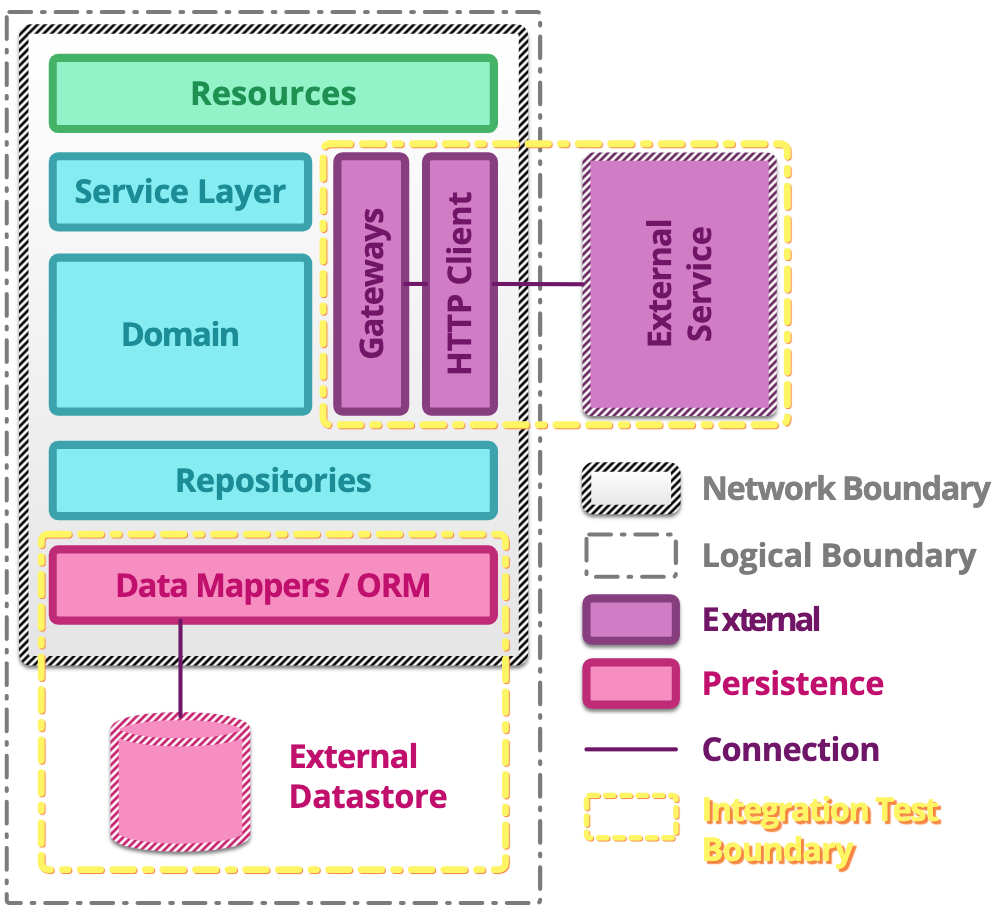 Resources
Service Layer
Gateways
HTTP Client
External
Service
Domain
Repositories
Data Mappers / ORM
External
Datastore
Network Boundary
Logical Boundary
External
Persistence
Connection
Integration Test
Boundary